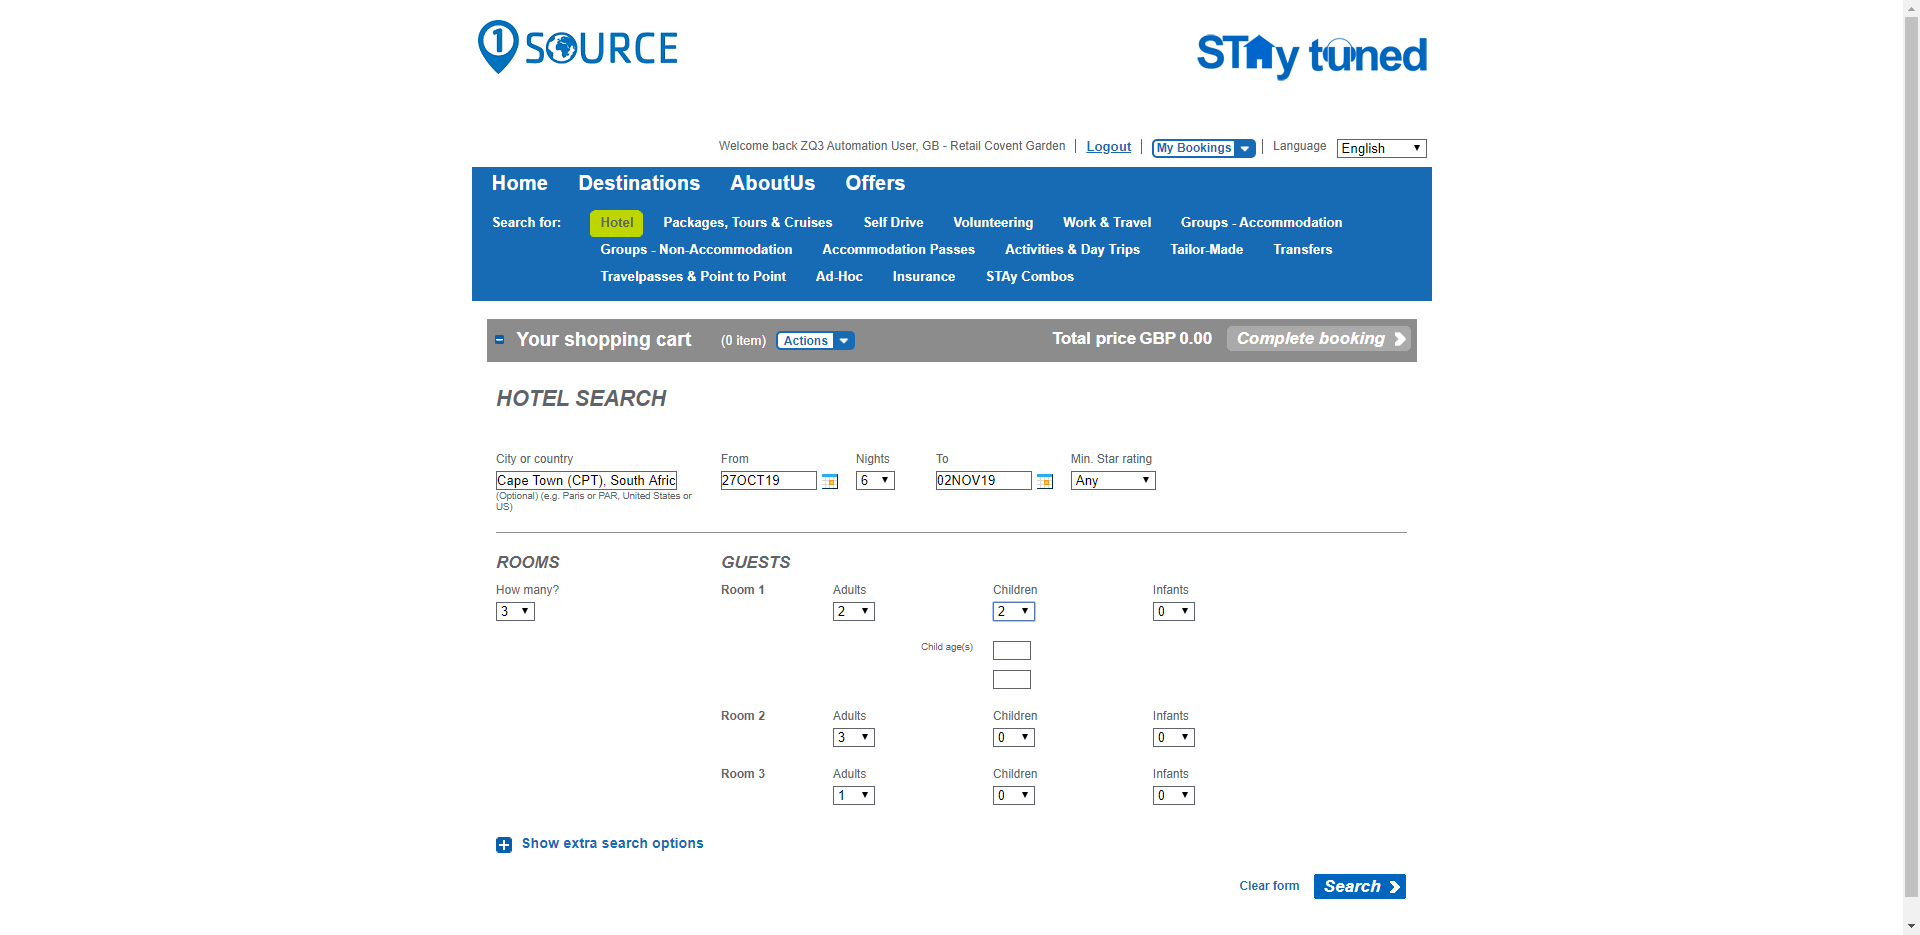 1 SOURCE
STAy tuned
Welcome back ZQ3 Automation User, GB - Retail Covent Garden | Logout | My Bookings | Language English
Home Destinations AboutUs Offers
Search for: Hotel Packages, Tours & Cruises Self Drive Volunteering Work & Travel Groups - Accommodation
Groups - Non-Accommodation Accommodation Passes Activities & Day Trips Tailor-Made Transfers
Travelpasses & Point to Point Ad-Hoc Insurance STAy Combos
Your shopping cart (0 item) Actions Total price GBP 0.00 Complete booking
HOTEL SEARCH
City or country From Nights To Min. Star rating
Cape Town (CPT), South Afric 27OCT19 6 02NOV19 Any
(Optional) (e.g. Paris or PAR, United States or
US)
ROOMS GUESTS
How many? Room 1 Adults Children Infants
3 2 2 0
Child age(s)
Room 2 Adults Children Infants
3 0 0
Room 3 Adults Children Infants
1 0 0
Show extra search options
Clear form Search